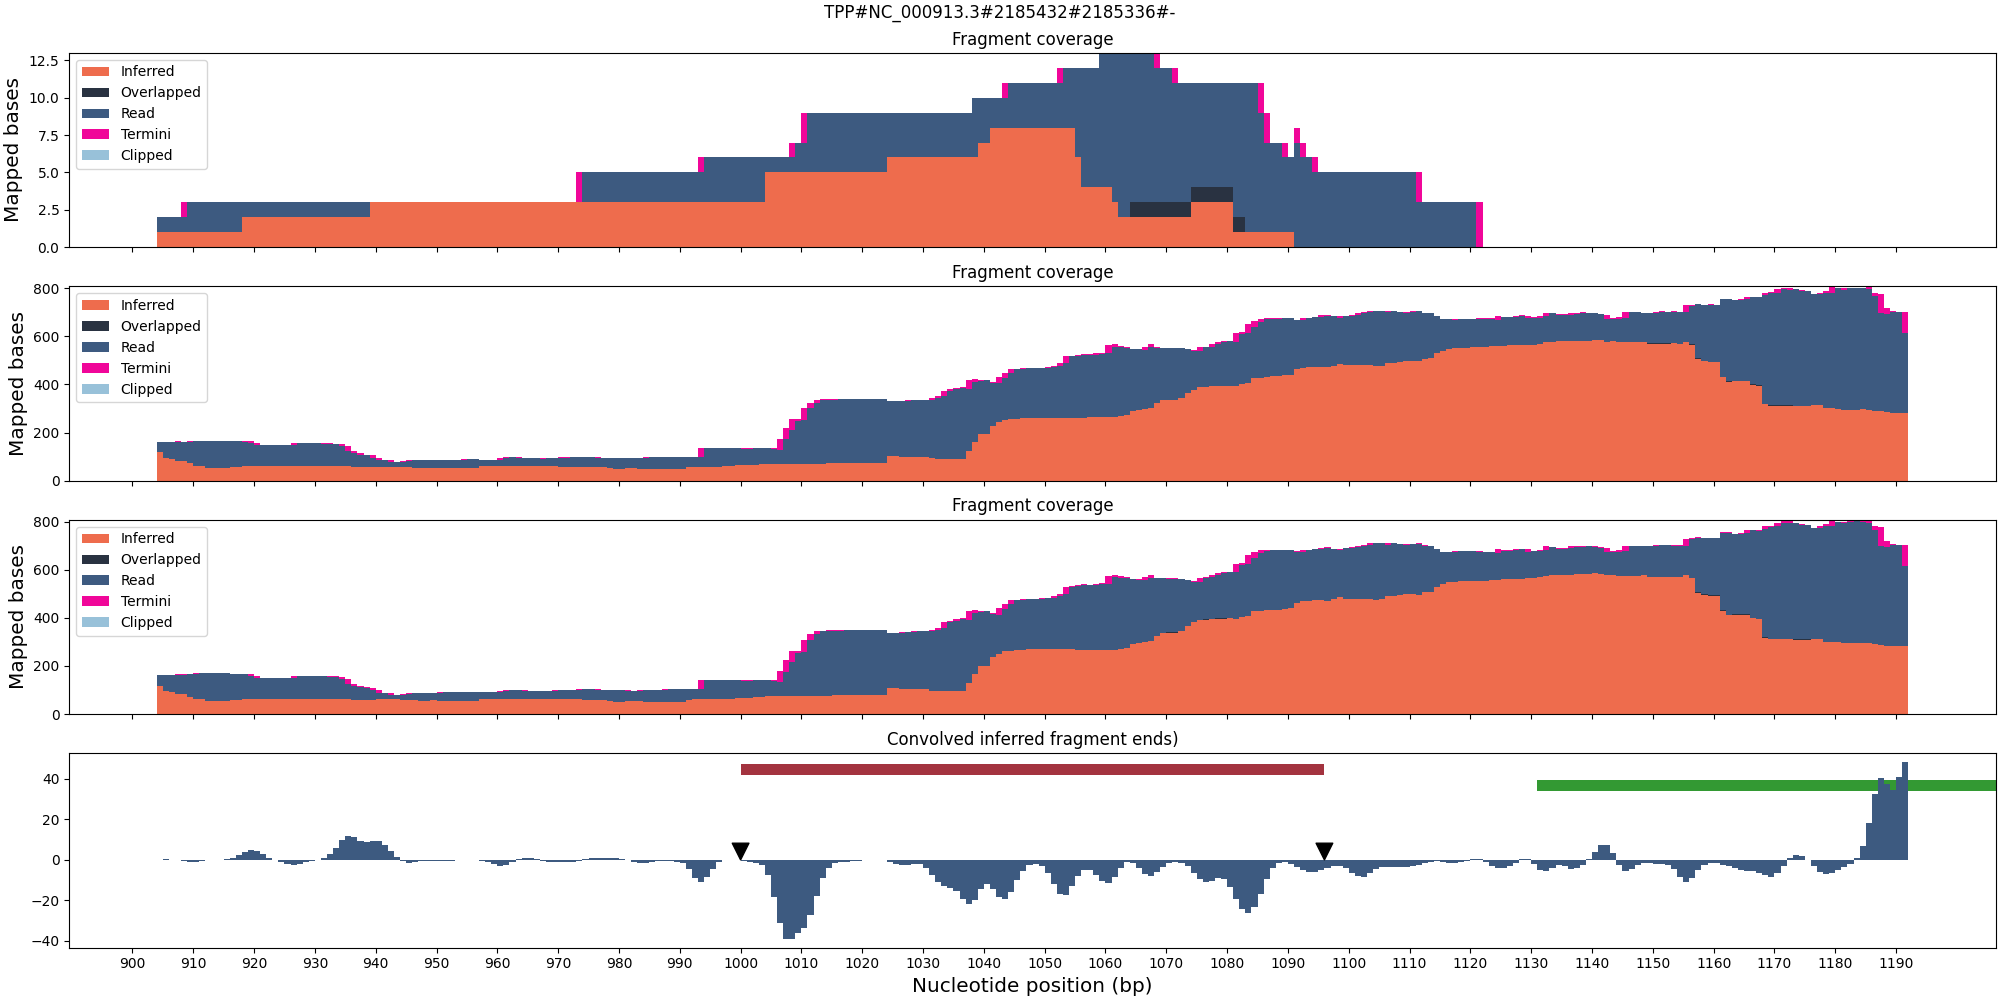 TPP#NC_000913.3#2185432#2185336#-
Fragment coverage
12.5
10.0
7.5
5.0
2.5
0.0
Mapped bases
Inferred
Overlapped
Read
Termini
Clipped
Fragment coverage
800
600
400
200
0
Mapped bases
Inferred
Overlapped
Read
Termini
Clipped
Fragment coverage
800
600
400
200
0
Mapped bases
Inferred
Overlapped
Read
Termini
Clipped
Convolved inferred fragment ends)
40
20
0
−20
−40
900 910 920 930 940 950 960 970 980 990 1000 1010 1020 1030 1040 1050 1060 1070 1080 1090 1100 1110 1120 1130 1140 1150 1160 1170 1180 1190
Nucleotide position (bp)